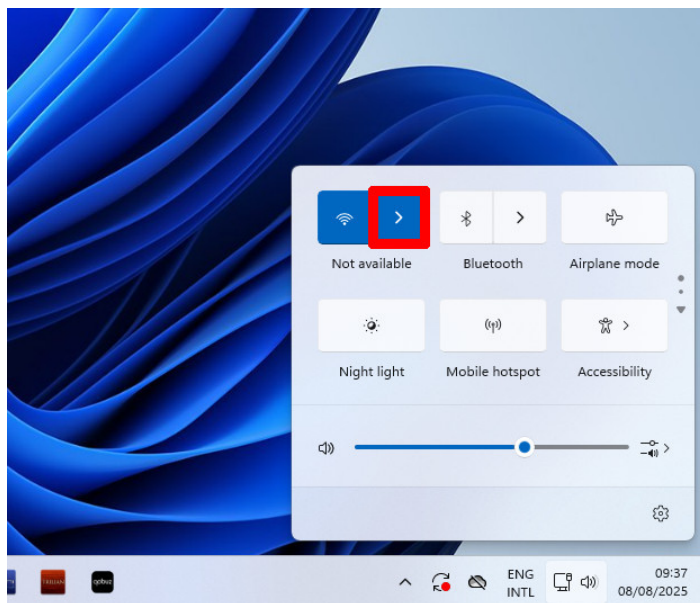 Not available
Bluetooth
Airplane mode
Night light
Mobile hotspot
Accessibility
qobuz
ENG
INTL
09:37
08/08/2025